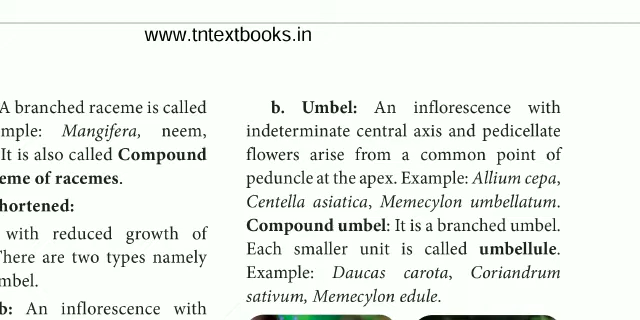 www.tntextbooks.in
A branched raceme is called
mple: Mangifera, neem,
It is also called Compound
eme of racemes.
hortened:
with reduced growth of
There are two types namely
mbel.
b: An inflorescence with
b. Umbel: An inflorescence with
indeterminate central axis and pedicellate
flowers arise from a common point of
peduncle at the apex. Example: Allium cepa,
Centella asiatica, Memecylon umbellatum.
Compound umbel: It is a branched umbel.
Each smaller unit is called umbellule.
Example: Daucas carota, Coriandrum
sativum, Memecylon edule.